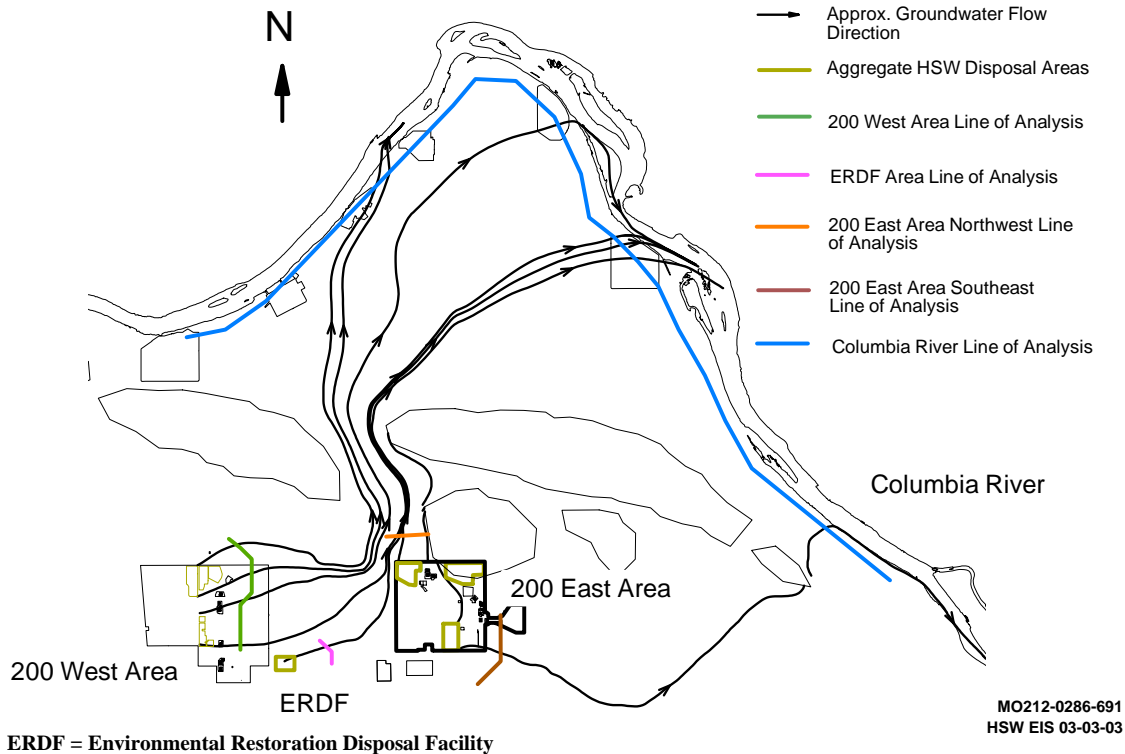 N
Approx. Groundwater Flow
Direction
Aggregate HSW Disposal Areas
200 West Area Line of Analysis
ERDF Area Line of Analysis
200 East Area Northwest Line
of Analysis
200 East Area Southeast
Line of Analysis
Columbia River Line of Analysis
Columbia River
200 East Area
200 West Area
ERDF
MO212-0286-691
HSW EIS 03-03-03
ERDF = Environmental Restoration Disposal Facility